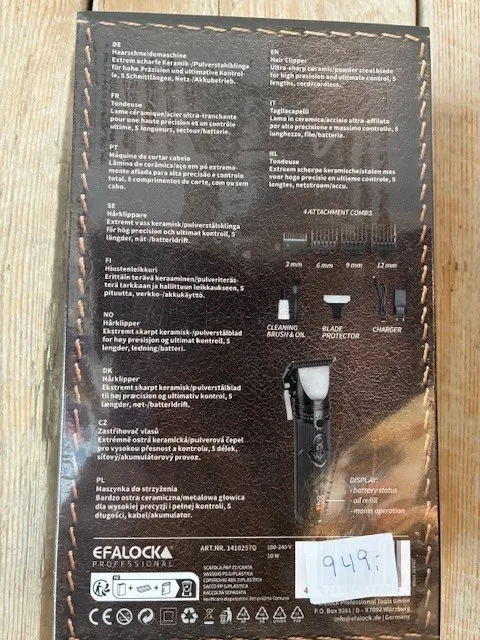 DE
Haarschneidemaschine
Extrem scharfe Keramik-/Pulverstahlklinge
für hohe Präzision und ultimative Kontrol-
le, 5 Schnittlängen, Netz-/Akkubetrieb.
FR
Tondeuse
Lame céramique/acier ultra-tranchante
pour une haute précision et un contrôle
ultime, 5 longueurs, secteur/batterie.
PT
Máquina de cortar cabelo
Lâmina de cerâmica/aço em pó extrema-
mente afiada para alta precisão e controlo
total, 5 comprimentos de corte, com ou sem
cabo.
SE
Hårklippare
Extremt vass keramisk/pulverstålsklinga
för hög precision och ultimat kontroll, 5
längder, nät-/batteridrift.
FI
Hiustenleikkuri
Erittäin terävä keraaminen/pulveriteräs-
terä tarkkaan ja hallittuun leikkaukseen, 5
pituutta, verkko-/akkukäyttö.
NO
Hårklipper
Ekstremt skarpt keramisk/pulverstålblad
for høy presisjon og ultimat kontroll, 5
lengder, ledning/batteri.
DK
Hårklipper
Ekstremt skarpt keramisk/pulverstålblad
til høj præcision og ultimativ kontrol, 5
længder, net-/batteridrift.
CZ
Zastřihovač vlasů
Extrémně ostrá keramická/pulverová čepel
pro vysokou přesnost a kontrolu, 5 délek,
síťový/akumulátorový provoz.
PL
Maszynka do strzyżenia
Bardzo ostra ceramiczna/metalowa głowica
dla wysokiej precyzji i pełnej kontroli, 5
długości, kabel/akumulator.
EN
Hair Clipper
Ultra-sharp ceramic/powder steel blade
for high precision and ultimate control, 5
lengths, cord/cordless.
IT
Tagliacapelli
Lama in ceramica/acciaio ultra-affilata
per alta precisione e massimo controllo, 5
lunghezze, filo/batteria.
NL
Tondeuse
Extreem scherpe keramische/stalen mes
voor hoge precisie en ultieme controle, 5
lengtes, netstroom/accu.
4 ATTACHMENT COMBS
3 mm 6 mm 9 mm 12 mm
CLEANING
BRUSH & OIL
BLADE
PROTECTOR
CHARGER
DISPLAY:
- battery status
- oil refill
- mains operation
EFALOCK
PROFESSIONAL
ART.NR. 14102570
100-240 V
10 W
949,-
SCATOLA PAP 21/CARTA
RACCOLTA SEPARATA
Professional Tools GmbH
P.O. Box 9261 / D - 97092 Würzburg
info@efalock.de | Germany